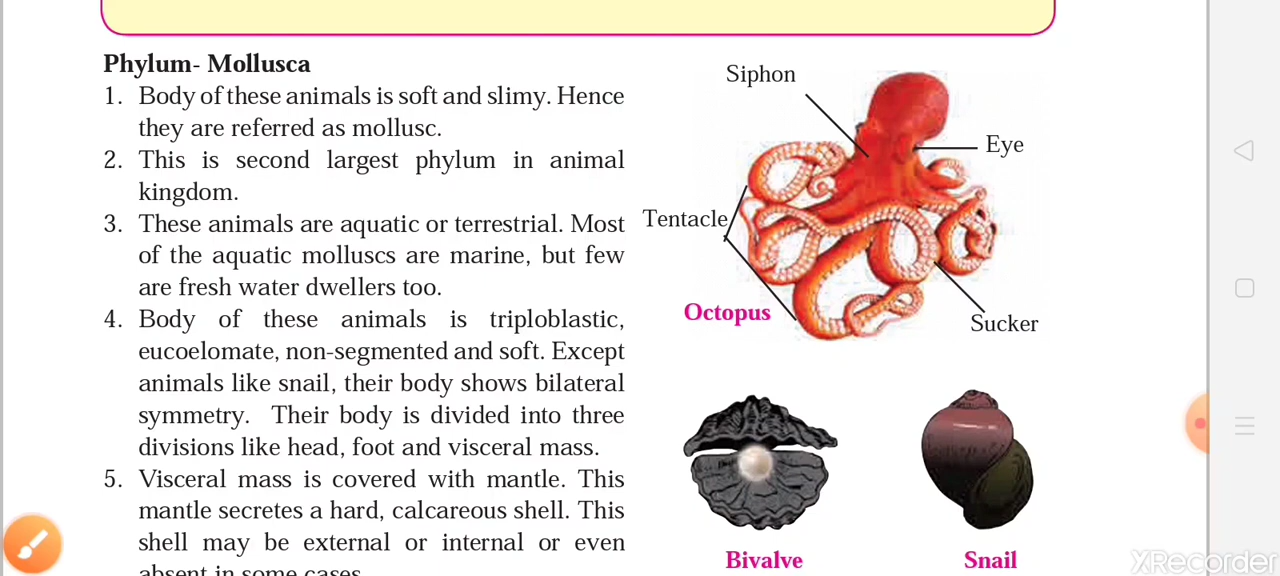 Phylum- Mollusca
1. Body of these animals is soft and slimy. Hence
they are referred as mollusc.
2. This is second largest phylum in animal
kingdom.
3. These animals are aquatic or terrestrial. Most
of the aquatic molluscs are marine, but few
are fresh water dwellers too.
4. Body of these animals is triploblastic,
eucoelomate, non-segmented and soft. Except
animals like snail, their body shows bilateral
symmetry. Their body is divided into three
divisions like head, foot and visceral mass.
5. Visceral mass is covered with mantle. This
mantle secretes a hard, calcareous shell. This
shell may be external or internal or even
absent in some cases.
Siphon
Eye
Tentacle
Octopus
Sucker
Bivalve
Snail
XRecorder